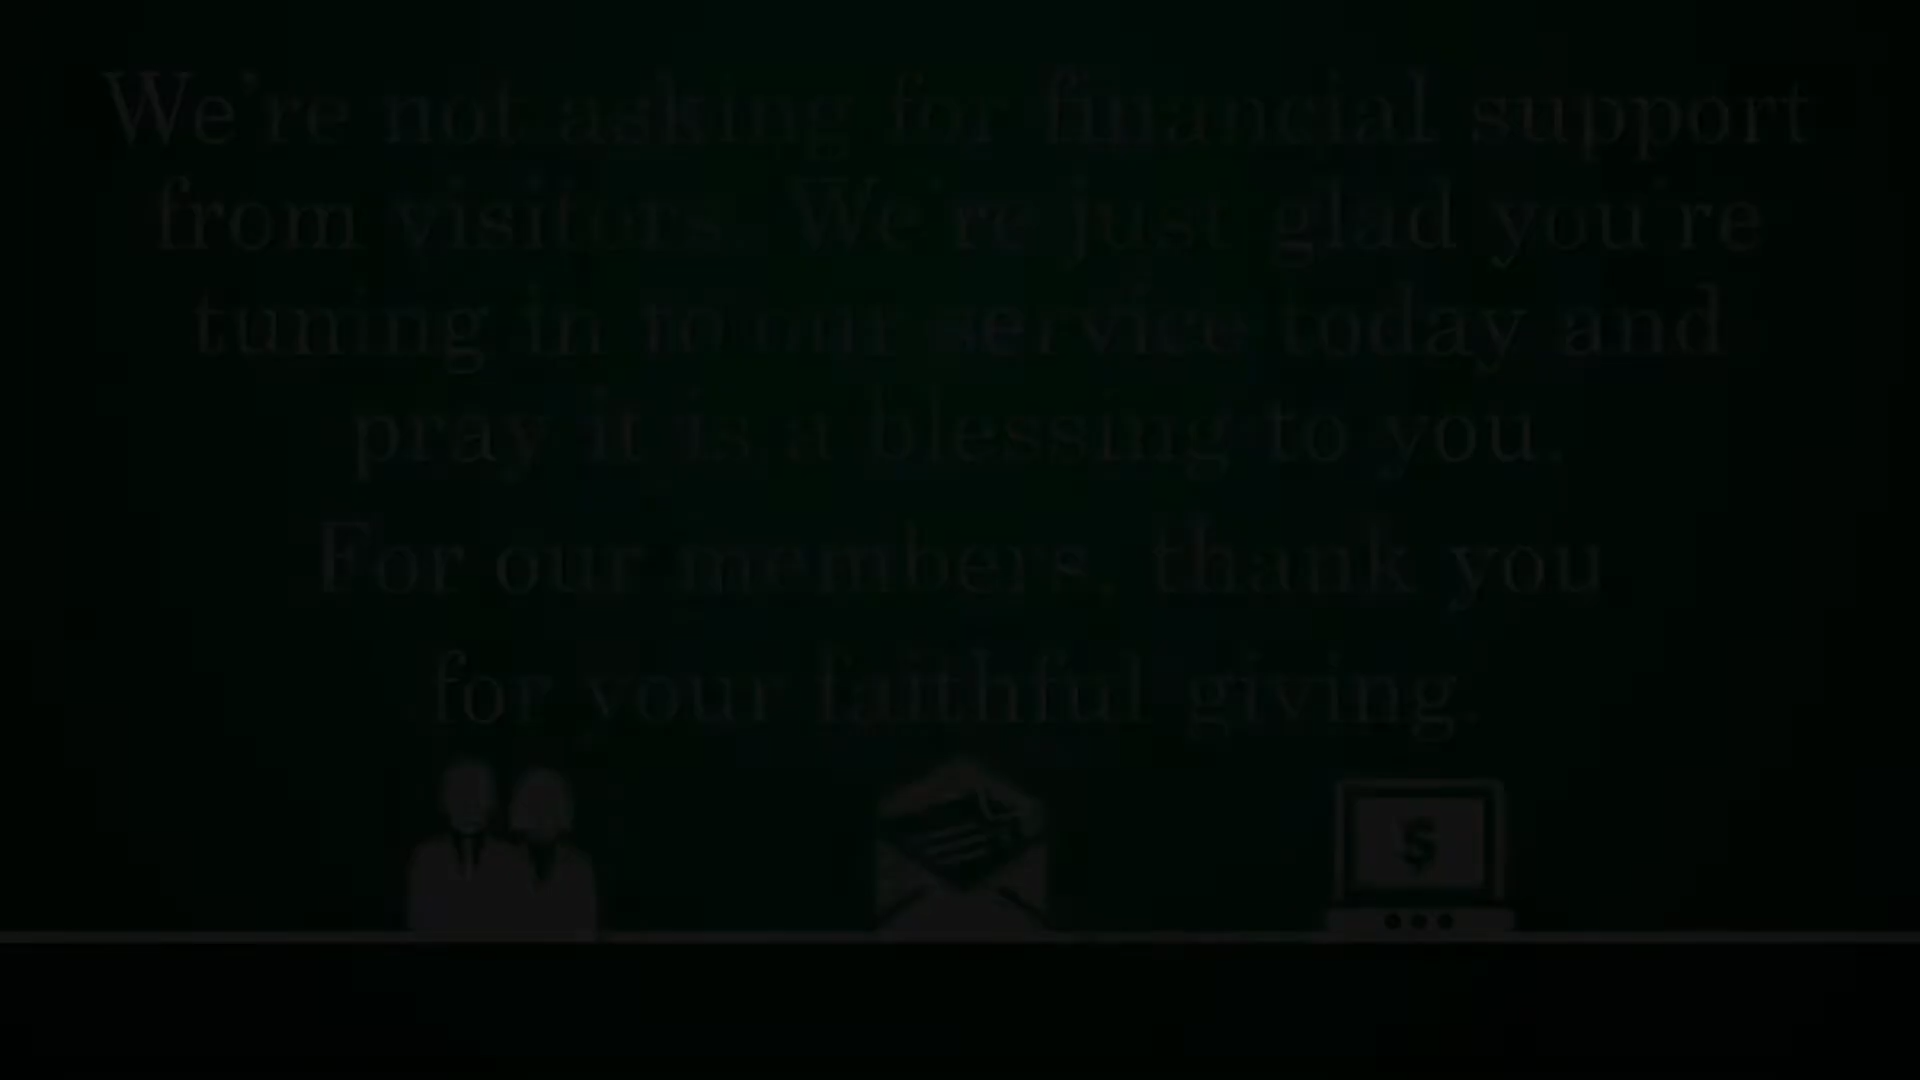 We're not asking for financial support
from visitors. We're just glad you're
tuning in to our service today and
pray it is a blessing to you.
For our members, thank you
for your faithful giving.
$